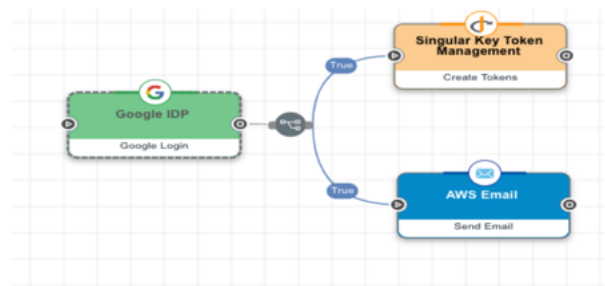 Singular Key Token
Management
Create Tokens
True
Google IDP
Google Login
True
AWS Email
Send Email